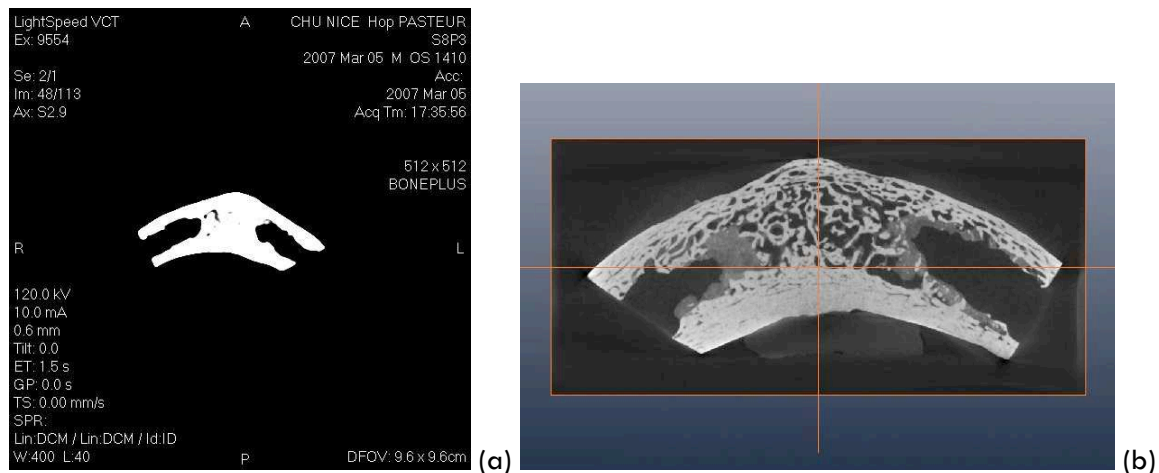 LightSpeed VCT
A
CHU NICE Hop PASTEUR
Ex: 9554
S8P3
2007 Mar 05 M OS 1410
Se: 2/1
Acc:
Im: 48/113
2007 Mar 05
Ax: S2.9
Acq Tm: 17:35:56
512 x 512
BONEPLUS
R
L
120.0 kV
10.0 mA
0.6 mm
Tilt: 0.0
ET: 1.5 s
GP: 0.0 s
TS: 0.00 mm/s
SPR:
Lin:DCM / Lin:DCM / Id:ID
W:400 L:40
P
DFOV: 9.6 x 9.6cm
(a)
(b)